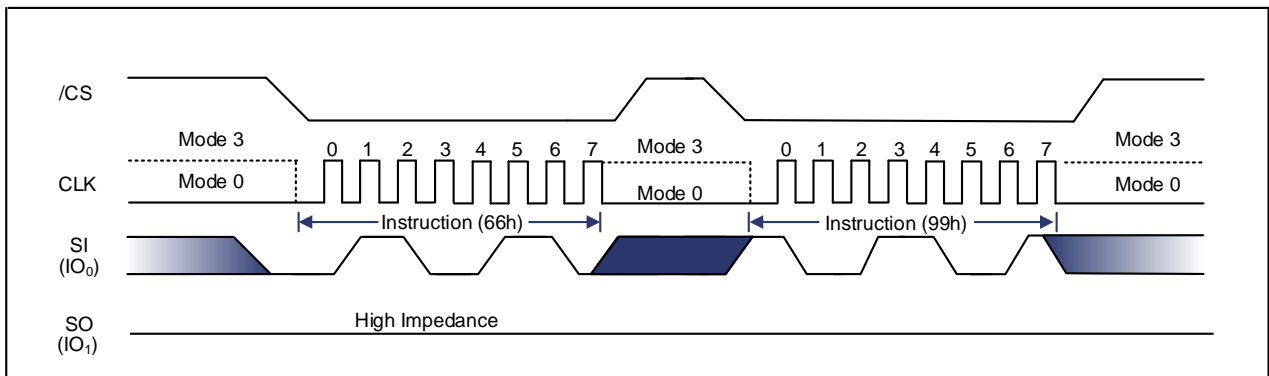 /CS
Mode 3
0 1 2 3 4 5 6 7
Mode 3
0 1 2 3 4 5 6 7
Mode 3
CLK
Mode 0
Mode 0
Mode 0
Instruction (66h)
Instruction (99h)
SI
(IO₀)
High Impedance
SO
(IO₁)